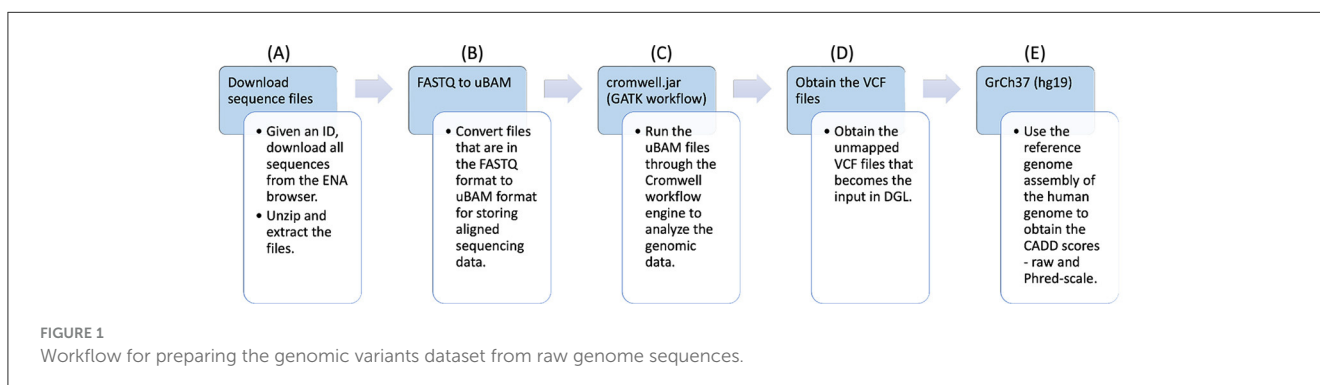 (A)
Download
sequence files
• Given an ID,
download all
sequences
from the ENA
browser.
• Unzip and
extract the
files.
(B)
FASTQ to uBAM
• Convert files
that are in
the FASTQ
format to
uBAM format
for storing
aligned
sequencing
data.
(C)
cromwell.jar
(GATK workflow)
• Run the
uBAM files
through the
Cromwell
workflow
engine to
analyze the
genomic
data.
(D)
Obtain the VCF
files
• Obtain the
unmapped
VCF files that
becomes the
input in DGL.
(E)
GrCh37 (hg19)
• Use the
reference
genome
assembly of
the human
genome to
obtain the
CADD scores
- raw and
Phred-scale.
FIGURE 1
Workflow for preparing the genomic variants dataset from raw genome sequences.